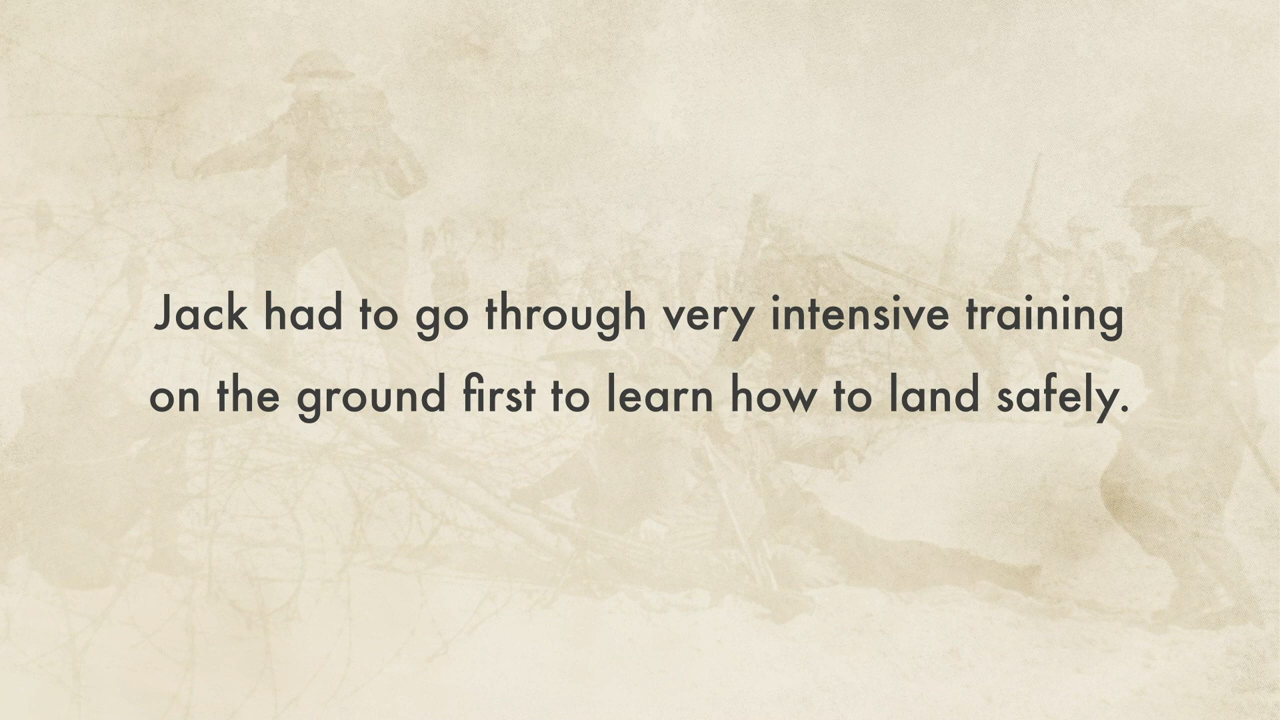 Jack had to go through very intensive training
on the ground first to learn how to land safely.